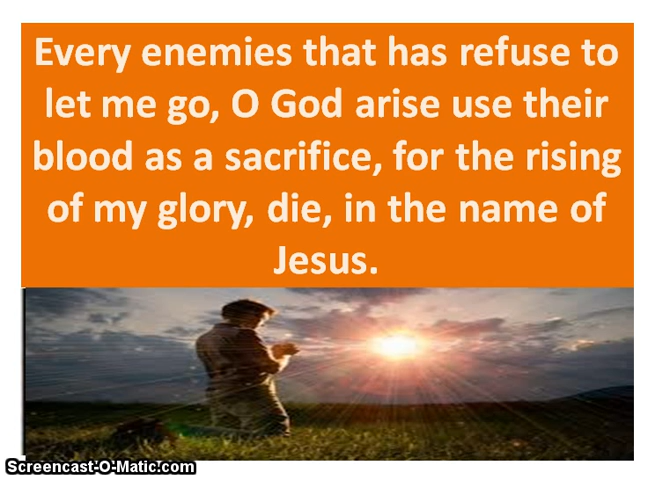 Every enemies that has refuse to
let me go, O God arise use their
blood as a sacrifice, for the rising
of my glory, die, in the name of
Jesus.
Screencast-O-Matic.com